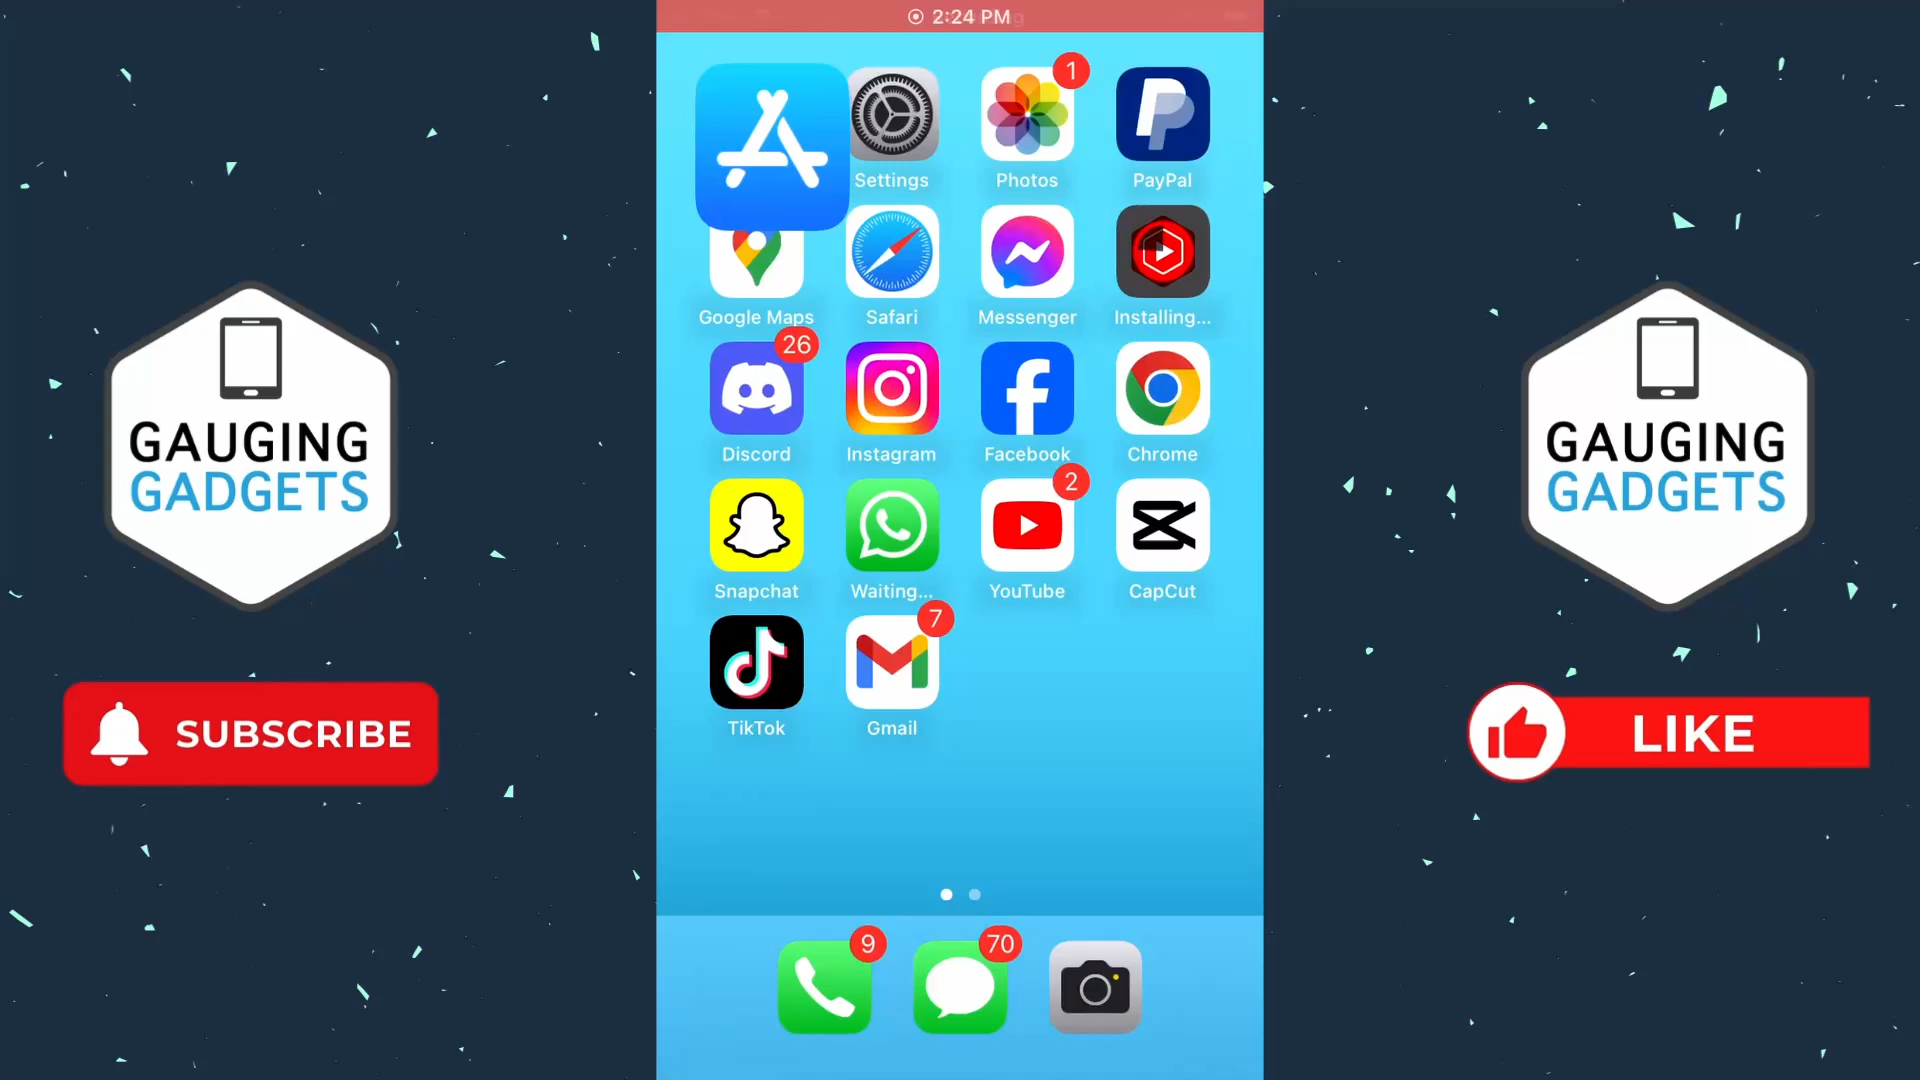 2:24 PM
1
Settings
Photos
PayPal
Google Maps
Safari
Messenger
Installing...
26
Discord
Instagram
Facebook
Chrome
2
Snapchat
Waiting...
YouTube
CapCut
7
TikTok
Gmail
9
70
GAUGING
GADGETS
SUBSCRIBE
GAUGING
GADGETS
LIKE